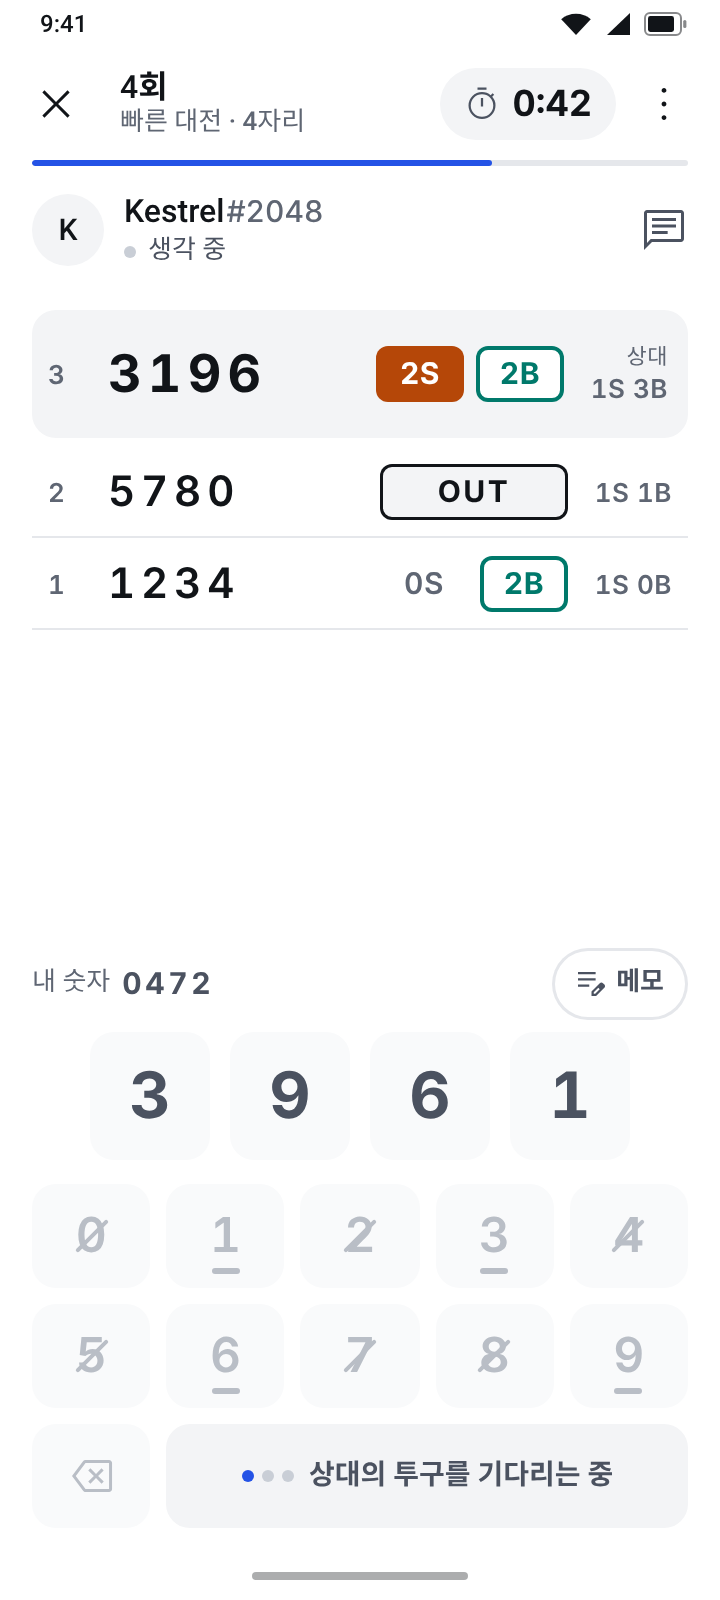 9:41
4회
빠른 대전 · 4자리
0:42
K
Kestrel#2048
생각 중
3 3196 2S 2B 상대 1S 3B
2 5780 OUT 1S 1B
1 1234 0S 2B 1S 0B
내 숫자 0472
메모
3 9 6 1
0 1 2 3 4
5 6 7 8 9
상대의 투구를 기다리는 중